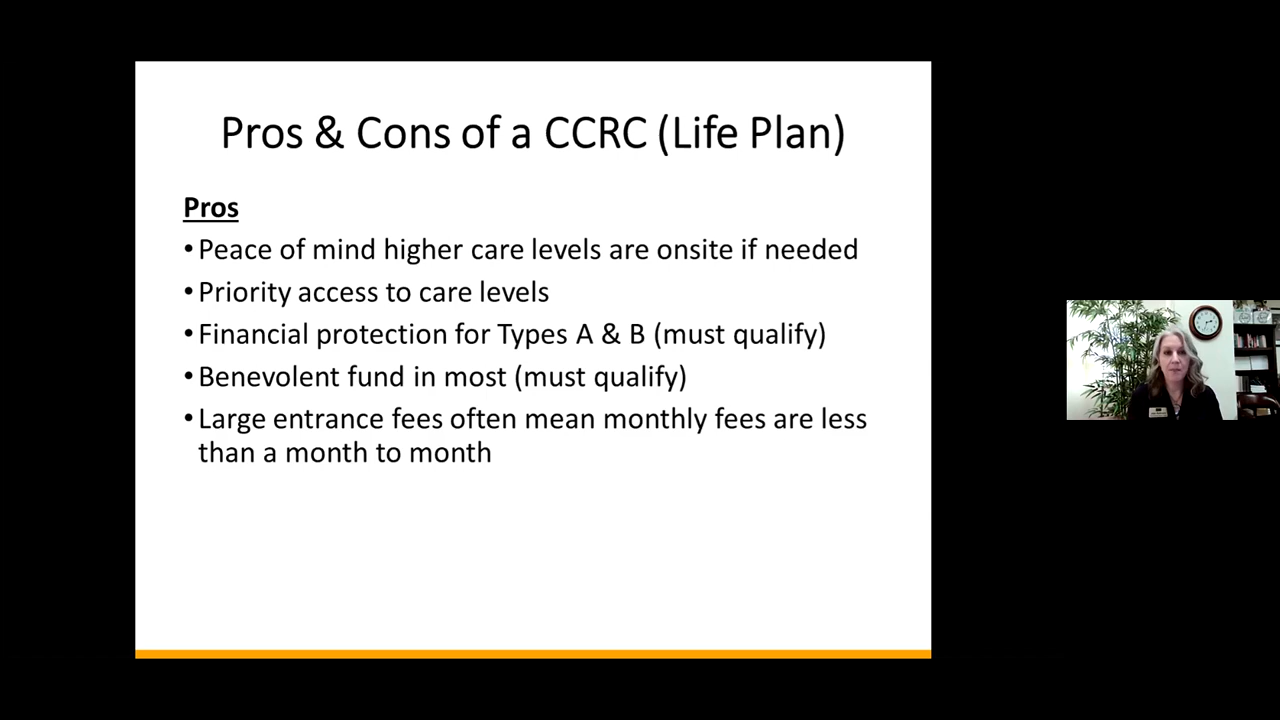 Pros & Cons of a CCRC (Life Plan)
Pros
• Peace of mind higher care levels are onsite if needed
• Priority access to care levels
• Financial protection for Types A & B (must qualify)
• Benevolent fund in most (must qualify)
• Large entrance fees often mean monthly fees are less
than a month to month